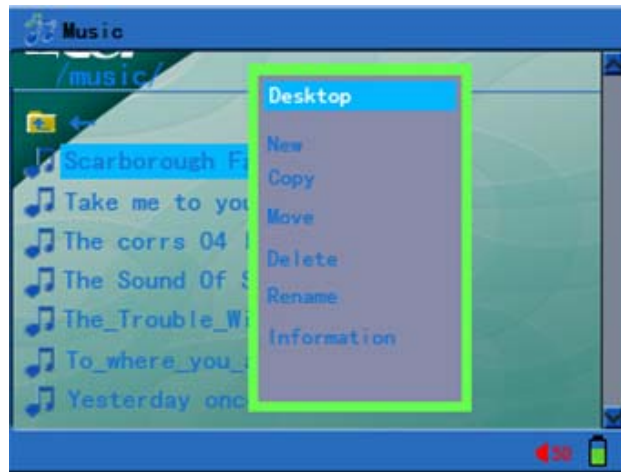 Music
/music/
Scarborough
Take me to you
The corrs 04
The Sound Of S
The_Trouble_Wi
To_where_you_
Yesterday onc
Desktop
New
Copy
Move
Delete
Rename
Information
50